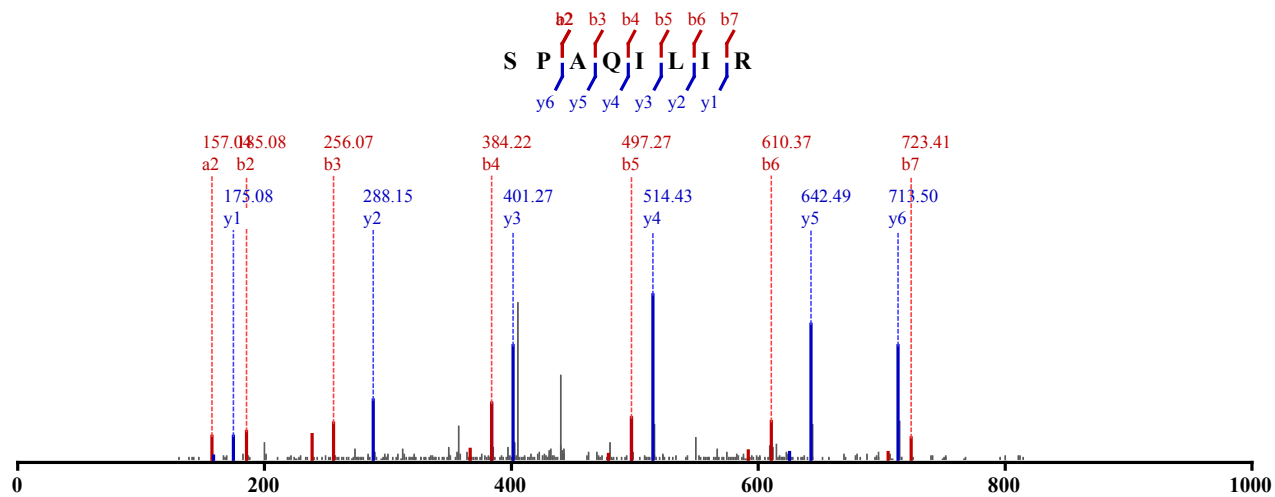 a2 b2 b3 b4 b5 b6 b7
S P A Q I L I R
y6 y5 y4 y3 y2 y1
157.04 185.08 256.07 384.22 497.27 610.37 723.41
a2 b2 b3 b4 b5 b6 b7
175.08 288.15 401.27 514.43 642.49 713.50
y1 y2 y3 y4 y5 y6
0 200 400 600 800 1000